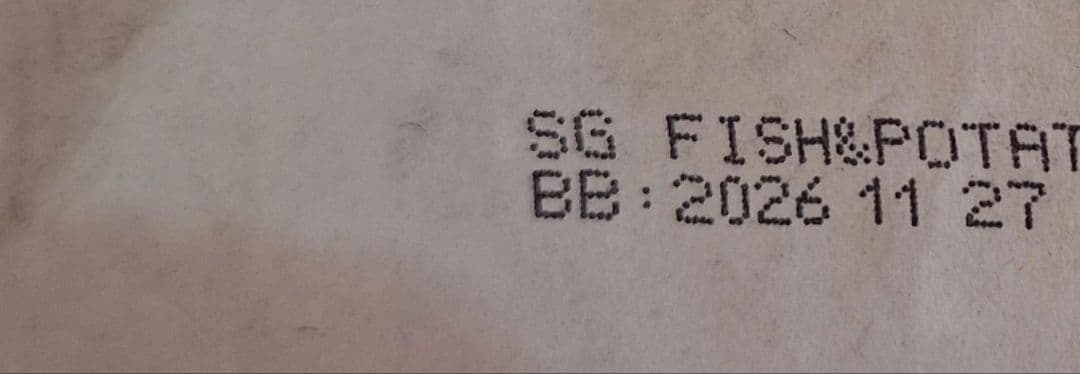 SG FISH&POTAT
BB:2026 11 27